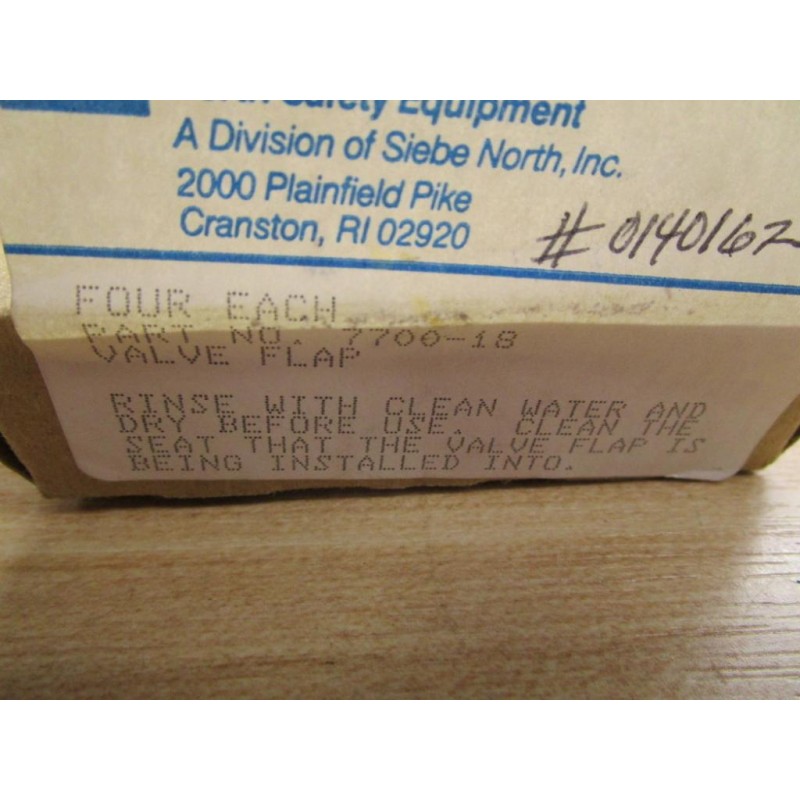 Safety Equipment
A Division of Siebe North, Inc.
2000 Plainfield Pike
Cranston, RI 02920
# 0140162
FOUR EACH
PART NO. 7700-18
VALVE FLAP
RINSE WITH CLEAN WATER AND
DRY BEFORE USE. CLEAN THE
SEAT THAT THE VALVE FLAP IS
BEING INSTALLED INTO.